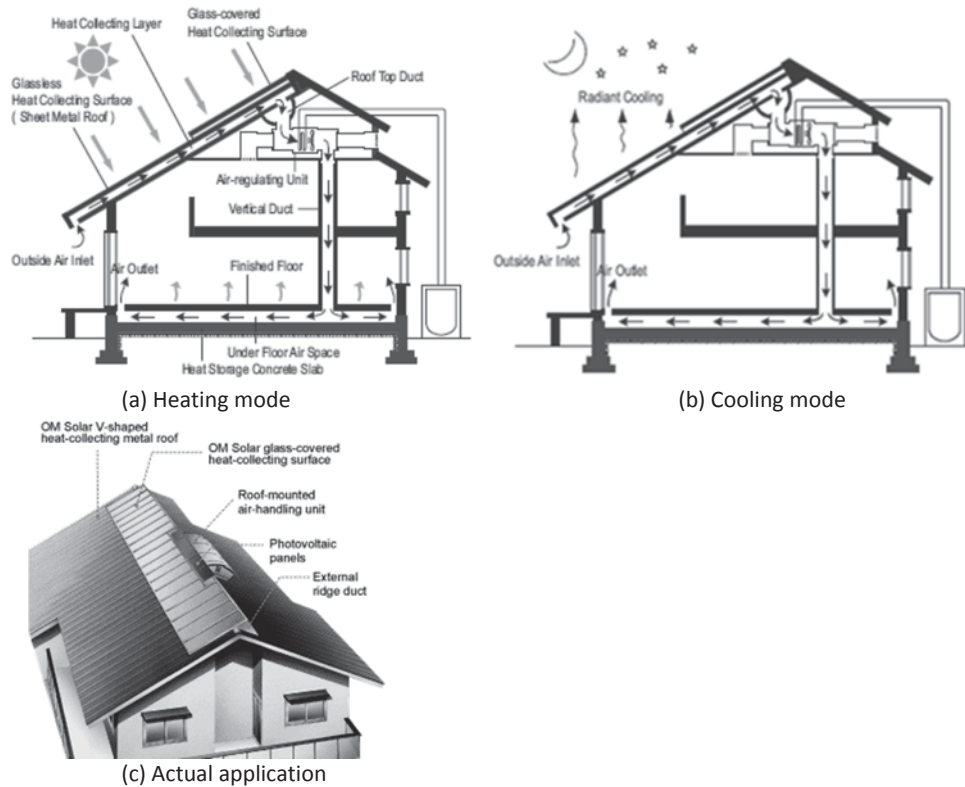 Heat Collecting Layer
Glass-covered
Heat Collecting Surface
Glassless
Heat Collecting Surface
( Sheet Metal Roof )
Roof Top Duct
Air-regulating Unit
Vertical Duct
Outside Air Inlet
Air Outlet
Finished Floor
Under Floor Air Space
Heat Storage Concrete Slab
(a) Heating mode
Radiant Cooling
Outside Air Inlet
Air Outlet
(b) Cooling mode
OM Solar V-shaped
heat-collecting metal roof
OM Solar glass-covered
heat-collecting surface
Roof-mounted
air-handling unit
Photovoltaic
panels
External
ridge duct
(c) Actual application